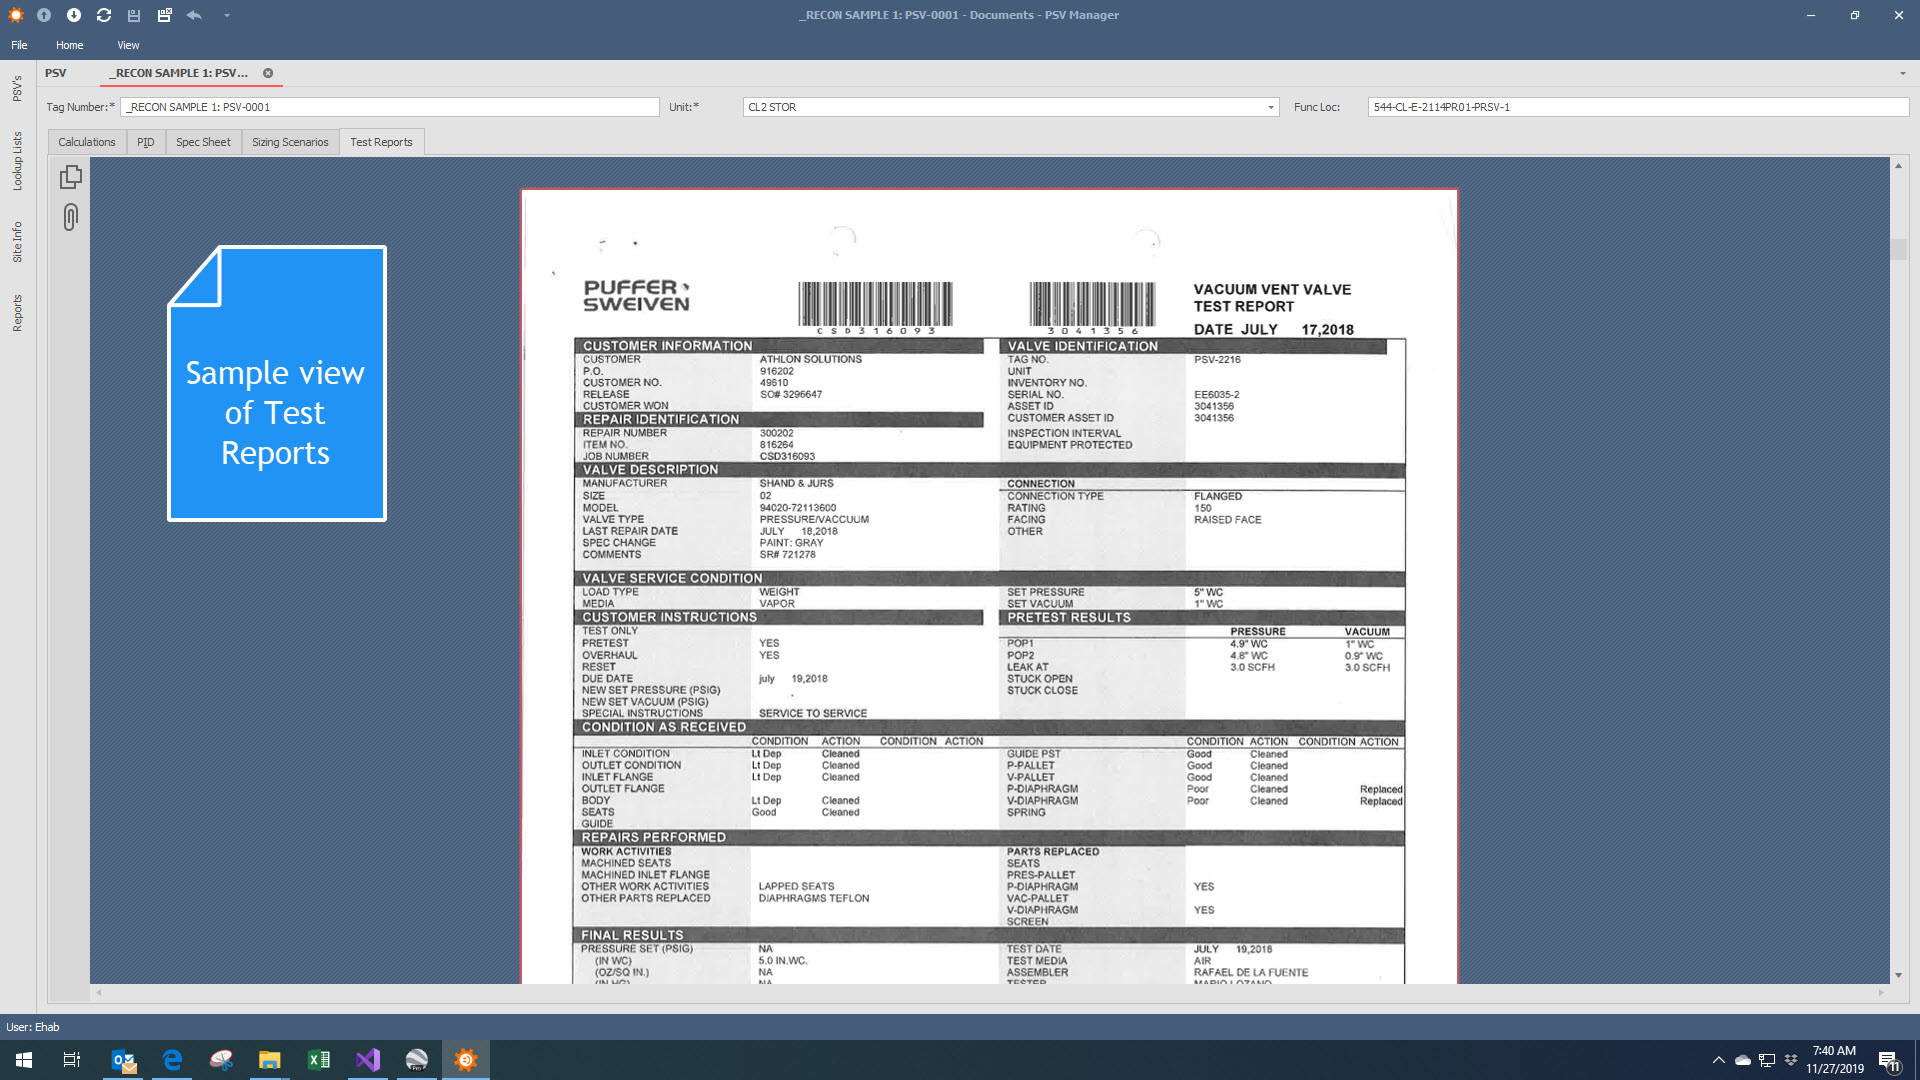 _RECON SAMPLE 1: PSV-0001 - Documents - PSV Manager
File Home View
PSV's
Lookup Lists
Site Info
Reports
PSV _RECON SAMPLE 1: PSV...
Tag Number:* _RECON SAMPLE 1: PSV-0001 Unit:* CL2 STOR Func Loc: 544-CL-E-2114PR01-PRSV-1
Calculations PID Spec Sheet Sizing Scenarios Test Reports
Sample view
of Test
Reports
PUFFER
SWEIVEN
CSD316093
3041356
VACUUM VENT VALVE
TEST REPORT
DATE JULY 17,2018
CUSTOMER INFORMATION
CUSTOMER ATHLON SOLUTIONS
P.O. 916202
CUSTOMER NO. 49610
RELEASE SO# 3296647
CUSTOMER WON
REPAIR IDENTIFICATION
REPAIR NUMBER 300202
ITEM NO. 816264
JOB NUMBER CSD316093
VALVE IDENTIFICATION
TAG NO. PSV-2216
UNIT
INVENTORY NO.
SERIAL NO. EE6035-2
ASSET ID 3041356
CUSTOMER ASSET ID 3041356
INSPECTION INTERVAL
EQUIPMENT PROTECTED
VALVE DESCRIPTION
MANUFACTURER SHAND & JURS
SIZE 02
MODEL 94020-72113600
VALVE TYPE PRESSURE/VACCUUM
LAST REPAIR DATE JULY 18,2018
SPEC CHANGE PAINT: GRAY
COMMENTS SR# 721278
CONNECTION
CONNECTION TYPE FLANGED
RATING 150
FACING RAISED FACE
OTHER
VALVE SERVICE CONDITION
LOAD TYPE WEIGHT SET PRESSURE 5" WC
MEDIA VAPOR SET VACUUM 1" WC
CUSTOMER INSTRUCTIONS
TEST ONLY
PRETEST YES
OVERHAUL YES
RESET
DUE DATE july 19,2018
NEW SET PRESSURE (PSIG)
NEW SET VACUUM (PSIG)
SPECIAL INSTRUCTIONS SERVICE TO SERVICE
PRETEST RESULTS
PRESSURE VACUUM
POP1 4.9" WC 1" WC
POP2 4.8" WC 0.9" WC
LEAK AT 3.0 SCFH 3.0 SCFH
STUCK OPEN
STUCK CLOSE
CONDITION AS RECEIVED
CONDITION ACTION CONDITION ACTION
INLET CONDITION Lt Dep Cleaned
OUTLET CONDITION Lt Dep Cleaned
INLET FLANGE Lt Dep Cleaned
OUTLET FLANGE
BODY Lt Dep Cleaned
SEATS Good Cleaned
GUIDE
CONDITION ACTION CONDITION ACTION
GUIDE PST Good Cleaned
P-PALLET Good Cleaned
V-PALLET Good Cleaned
P-DIAPHRAGM Poor Cleaned Replaced
V-DIAPHRAGM Poor Cleaned Replaced
SPRING
REPAIRS PERFORMED
WORK ACTIVITIES
MACHINED SEATS
MACHINED INLET FLANGE
OTHER WORK ACTIVITIES LAPPED SEATS
OTHER PARTS REPLACED DIAPHRAGMS TEFLON
PARTS REPLACED
SEATS
PRES-PALLET
P-DIAPHRAGM YES
VAC-PALLET
V-DIAPHRAGM YES
SCREEN
FINAL RESULTS
PRESSURE SET (PSIG) NA
(IN WC) 5.0 IN.WC.
(OZ/SQ IN.) NA
(IN HG) NA
TEST DATE JULY 19,2018
TEST MEDIA AIR
ASSEMBLER RAFAEL DE LA FUENTE
TESTER MARIO LOZANO
User: Ehab
7:40 AM
11/27/2019
11